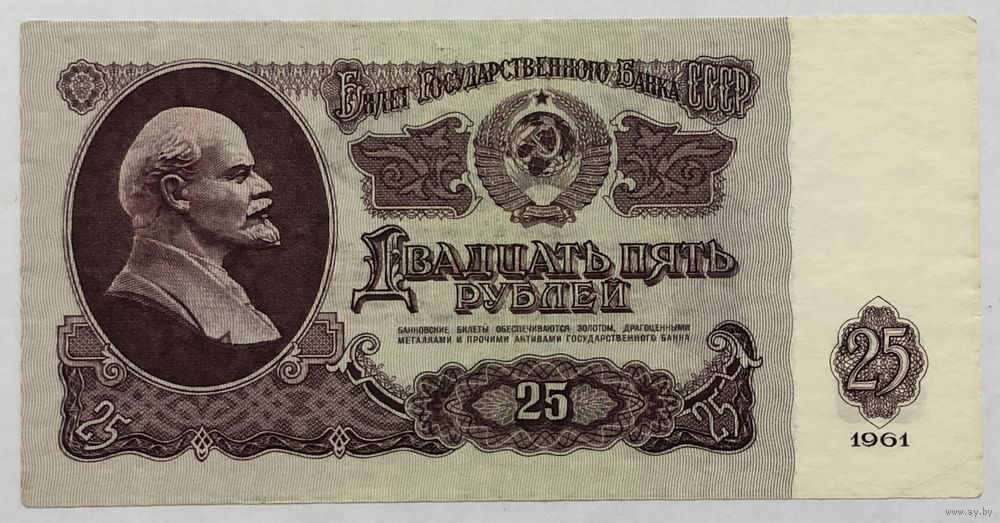 Билет Государственного Банка СССР
Двадцать пять
рублей
БАНКОВСКИЕ БИЛЕТЫ ОБЕСПЕЧИВАЮТСЯ ЗОЛОТОМ, ДРАГОЦЕННЫМИ
МЕТАЛЛАМИ И ПРОЧИМИ АКТИВАМИ ГОСУДАРСТВЕННОГО БАНКА
25
25
25
25
1961
www.ay.by